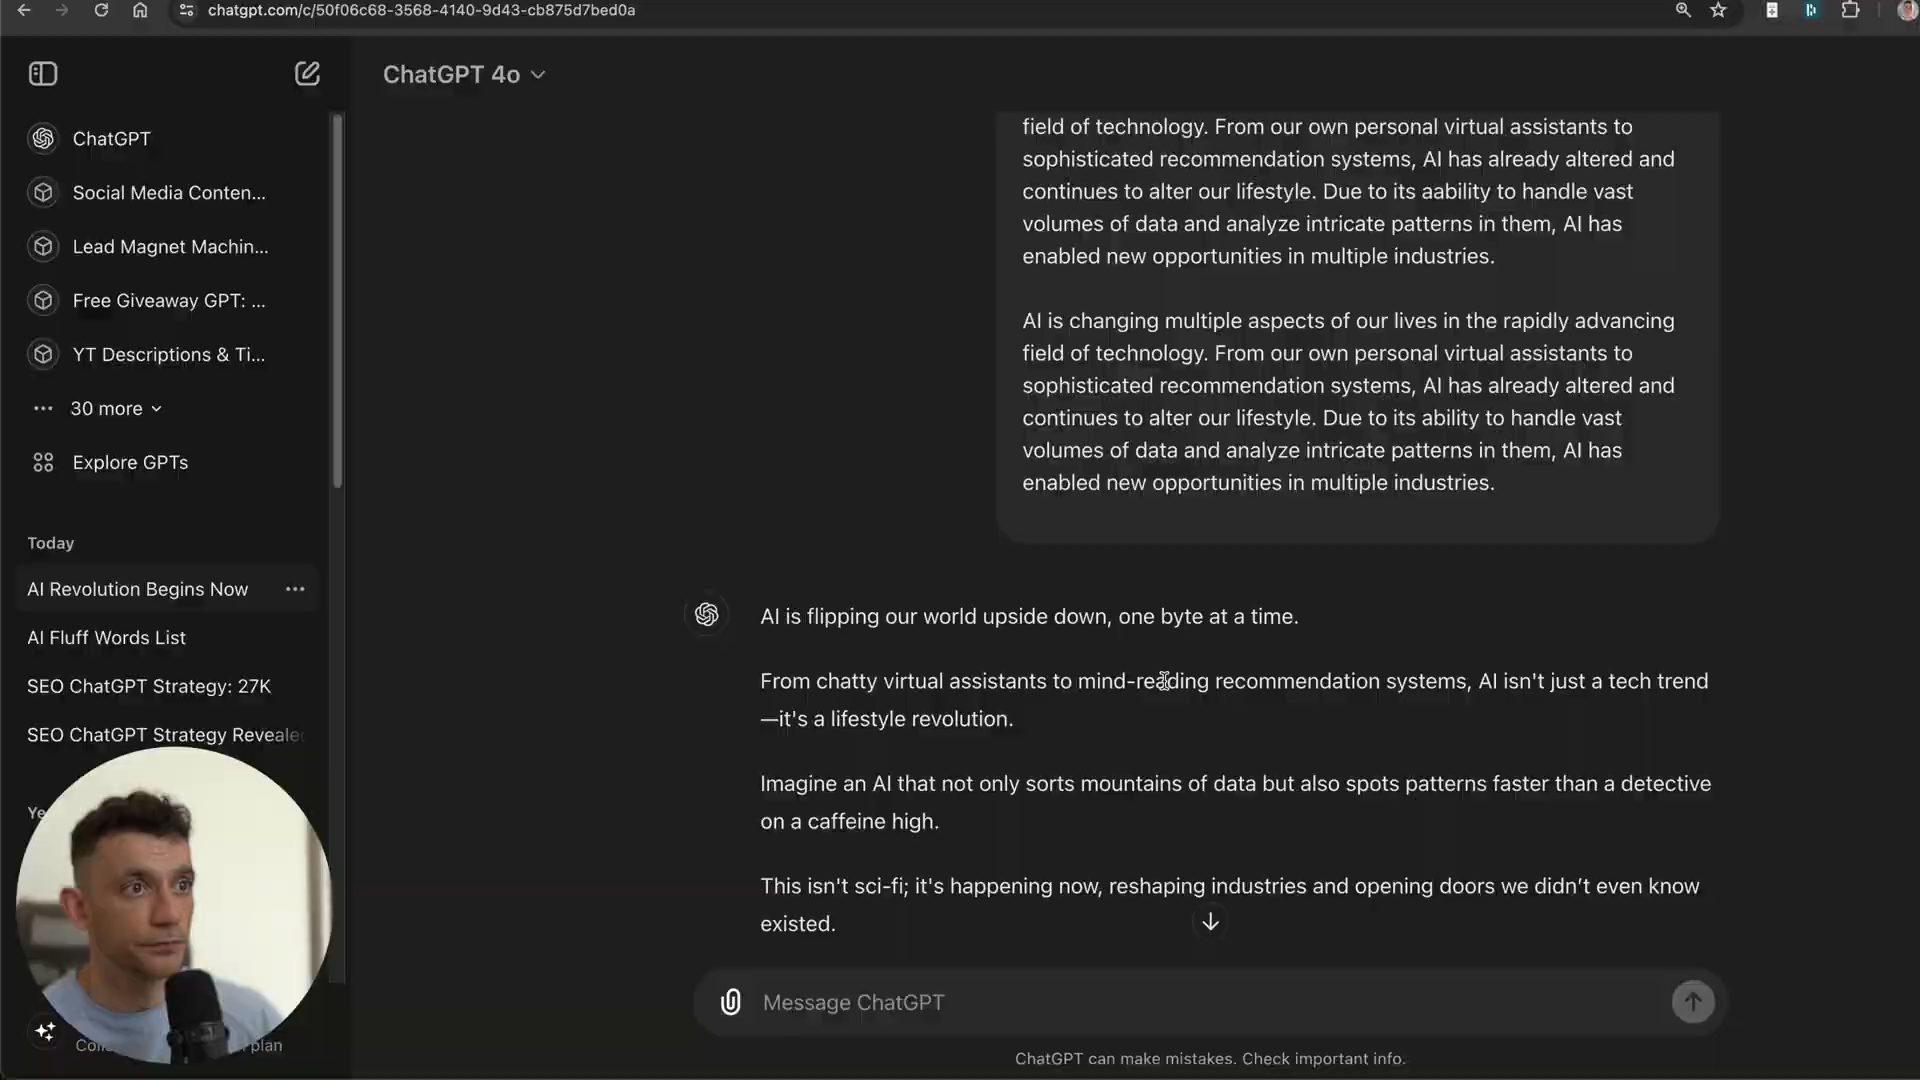 chatgpt.com/c/50f06c68-3568-4140-9d43-cb875d7bed0a
ChatGPT 4o
ChatGPT
Social Media Conten...
Lead Magnet Machin...
Free Giveaway GPT: ...
YT Descriptions & Ti...
30 more
Explore GPTs
Today
AI Revolution Begins Now
AI Fluff Words List
SEO ChatGPT Strategy: 27K
SEO ChatGPT Strategy Reveale
Ye
plan
field of technology. From our own personal virtual assistants to
sophisticated recommendation systems, AI has already altered and
continues to alter our lifestyle. Due to its aability to handle vast
volumes of data and analyze intricate patterns in them, AI has
enabled new opportunities in multiple industries.
AI is changing multiple aspects of our lives in the rapidly advancing
field of technology. From our own personal virtual assistants to
sophisticated recommendation systems, AI has already altered and
continues to alter our lifestyle. Due to its ability to handle vast
volumes of data and analyze intricate patterns in them, AI has
enabled new opportunities in multiple industries.
AI is flipping our world upside down, one byte at a time.
From chatty virtual assistants to mind-reading recommendation systems, AI isn't just a tech trend
—it's a lifestyle revolution.
Imagine an AI that not only sorts mountains of data but also spots patterns faster than a detective
on a caffeine high.
This isn't sci-fi; it's happening now, reshaping industries and opening doors we didn’t even know
existed.
Message ChatGPT
ChatGPT can make mistakes. Check important info.